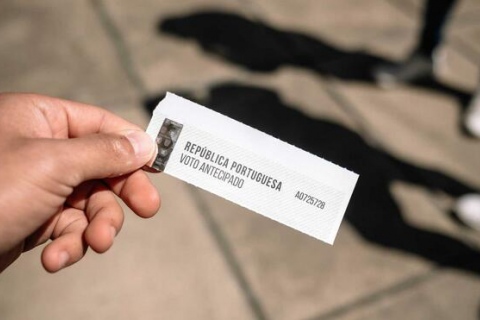 REPÚBLICA PORTUGUESA
VOTO ANTECIPADO
A0725728